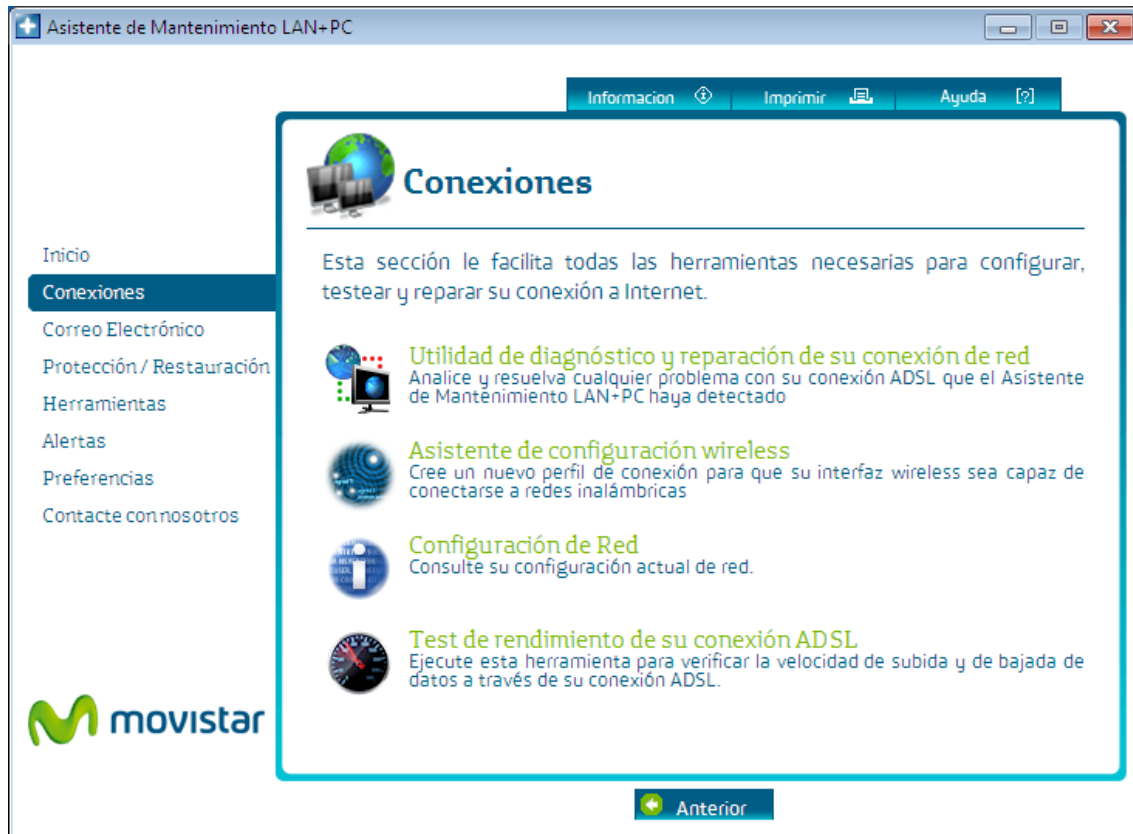 Asistente de Mantenimiento LAN+PC
Informacion
Imprimir
Ayuda [?]
Conexiones
Inicio
Conexiones
Correo Electrónico
Protección / Restauración
Herramientas
Alertas
Preferencias
Contacte con nosotros
movistar
Esta sección le facilita todas las herramientas necesarias para configurar,
testear y reparar su conexión a Internet.
Utilidad de diagnóstico y reparación de su conexión de red
Analice y resuelva cualquier problema con su conexión ADSL que el Asistente
de Mantenimiento LAN+PC haya detectado
Asistente de configuración wireless
Cree un nuevo perfil de conexión para que su interfaz wireless sea capaz de
conectarse a redes inalámbricas
Configuración de Red
Consulte su configuración actual de red.
Test de rendimiento de su conexión ADSL
Ejecute esta herramienta para verificar la velocidad de subida y de bajada de
datos a través de su conexión ADSL.
Anterior